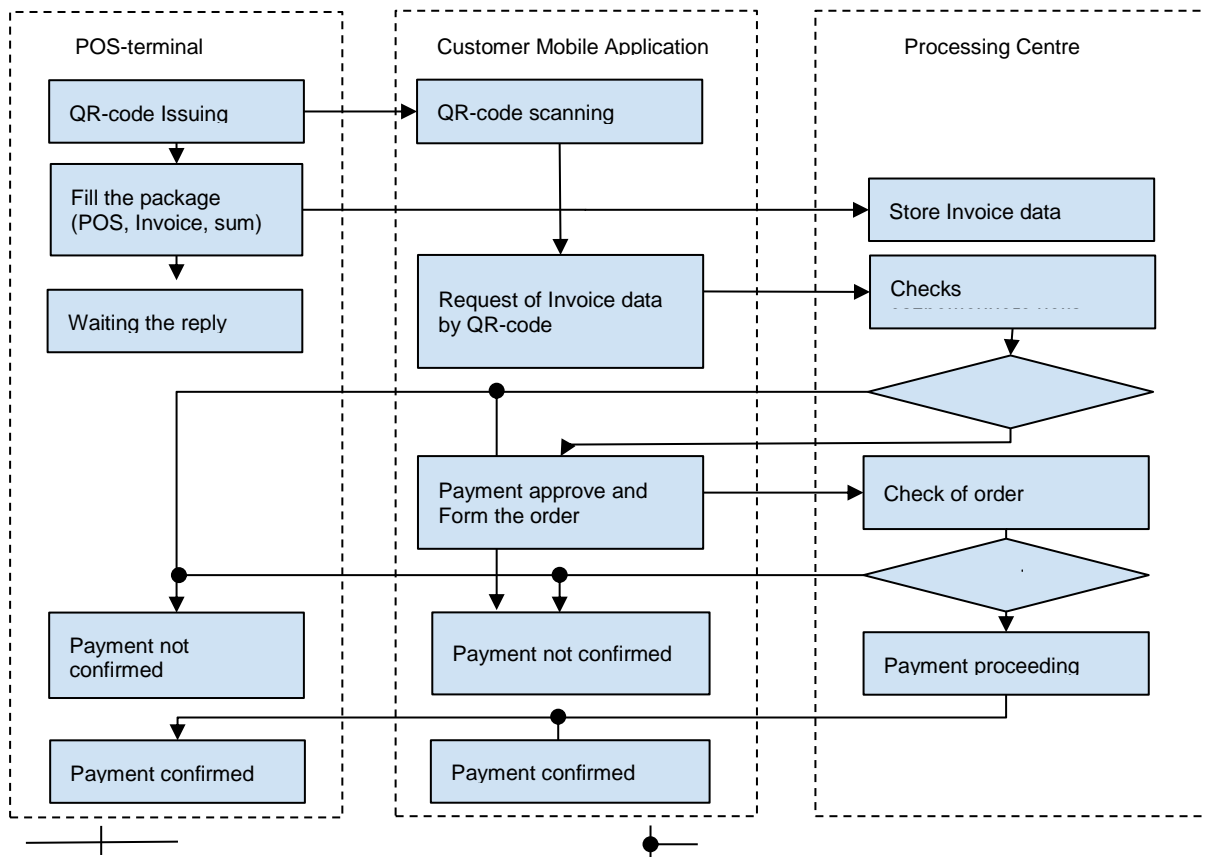 POS-terminal
Customer Mobile Application
Processing Centre
QR-code Issuing
QR-code scanning
Fill the package
(POS, Invoice, sum)
Store Invoice data
Waiting the reply
Request of Invoice data
by QR-code
Checks
Payment approve and
Form the order
Check of order
Payment not
confirmed
Payment not confirmed
Payment proceeding
Payment confirmed
Payment confirmed